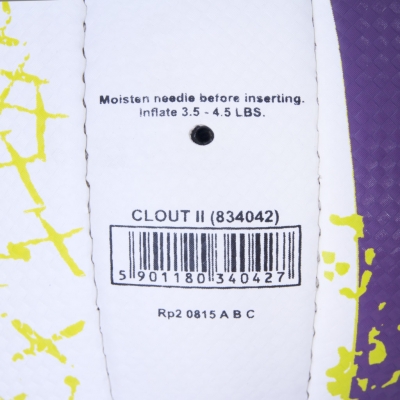 Moisten needle before inserting.
Inflate 3.5 - 4.5 LBS.
CLOUT II (834042)
5 901180 340427
Rp2 0815 A B C